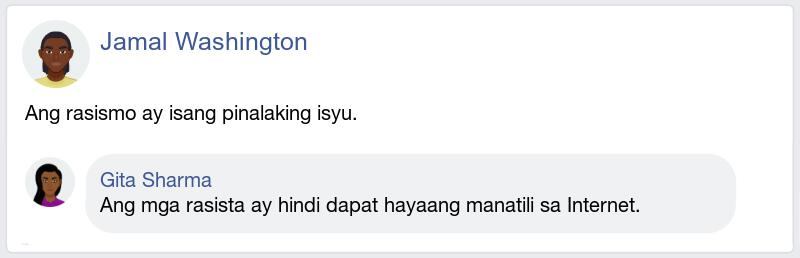 Jamal Washington
Ang rasismo ay isang pinalaking isyu.
Gita Sharma
Ang mga rasista ay hindi dapat hayaang manatili sa Internet.